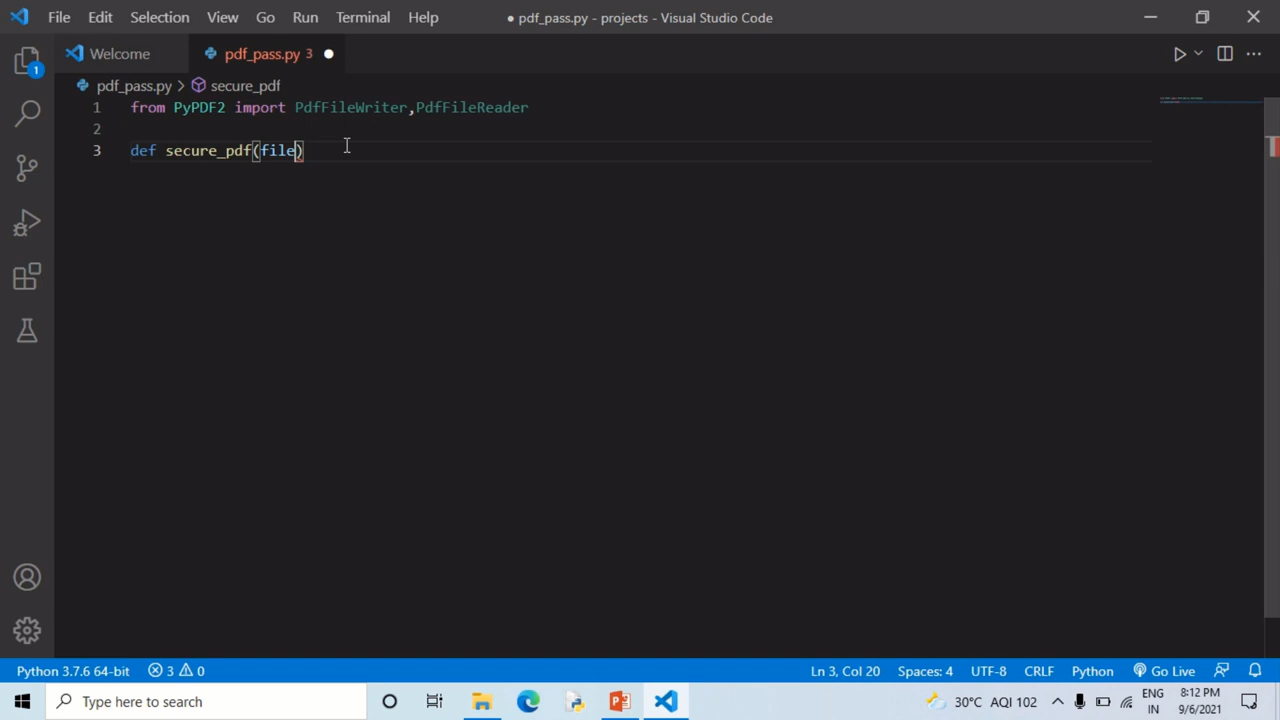 File Edit Selection View Go Run Terminal Help ● pdf_pass.py - projects - Visual Studio Code
Welcome pdf_pass.py 3 ●
1
pdf_pass.py > secure_pdf
1 from PyPDF2 import PdfFileWriter,PdfFileReader
2
3 def secure_pdf(file)
Python 3.7.6 64-bit 3 0 Ln 3, Col 20 Spaces: 4 UTF-8 CRLF Python Go Live
Type here to search 30°C AQI 102 ENG IN 8:12 PM 9/6/2021